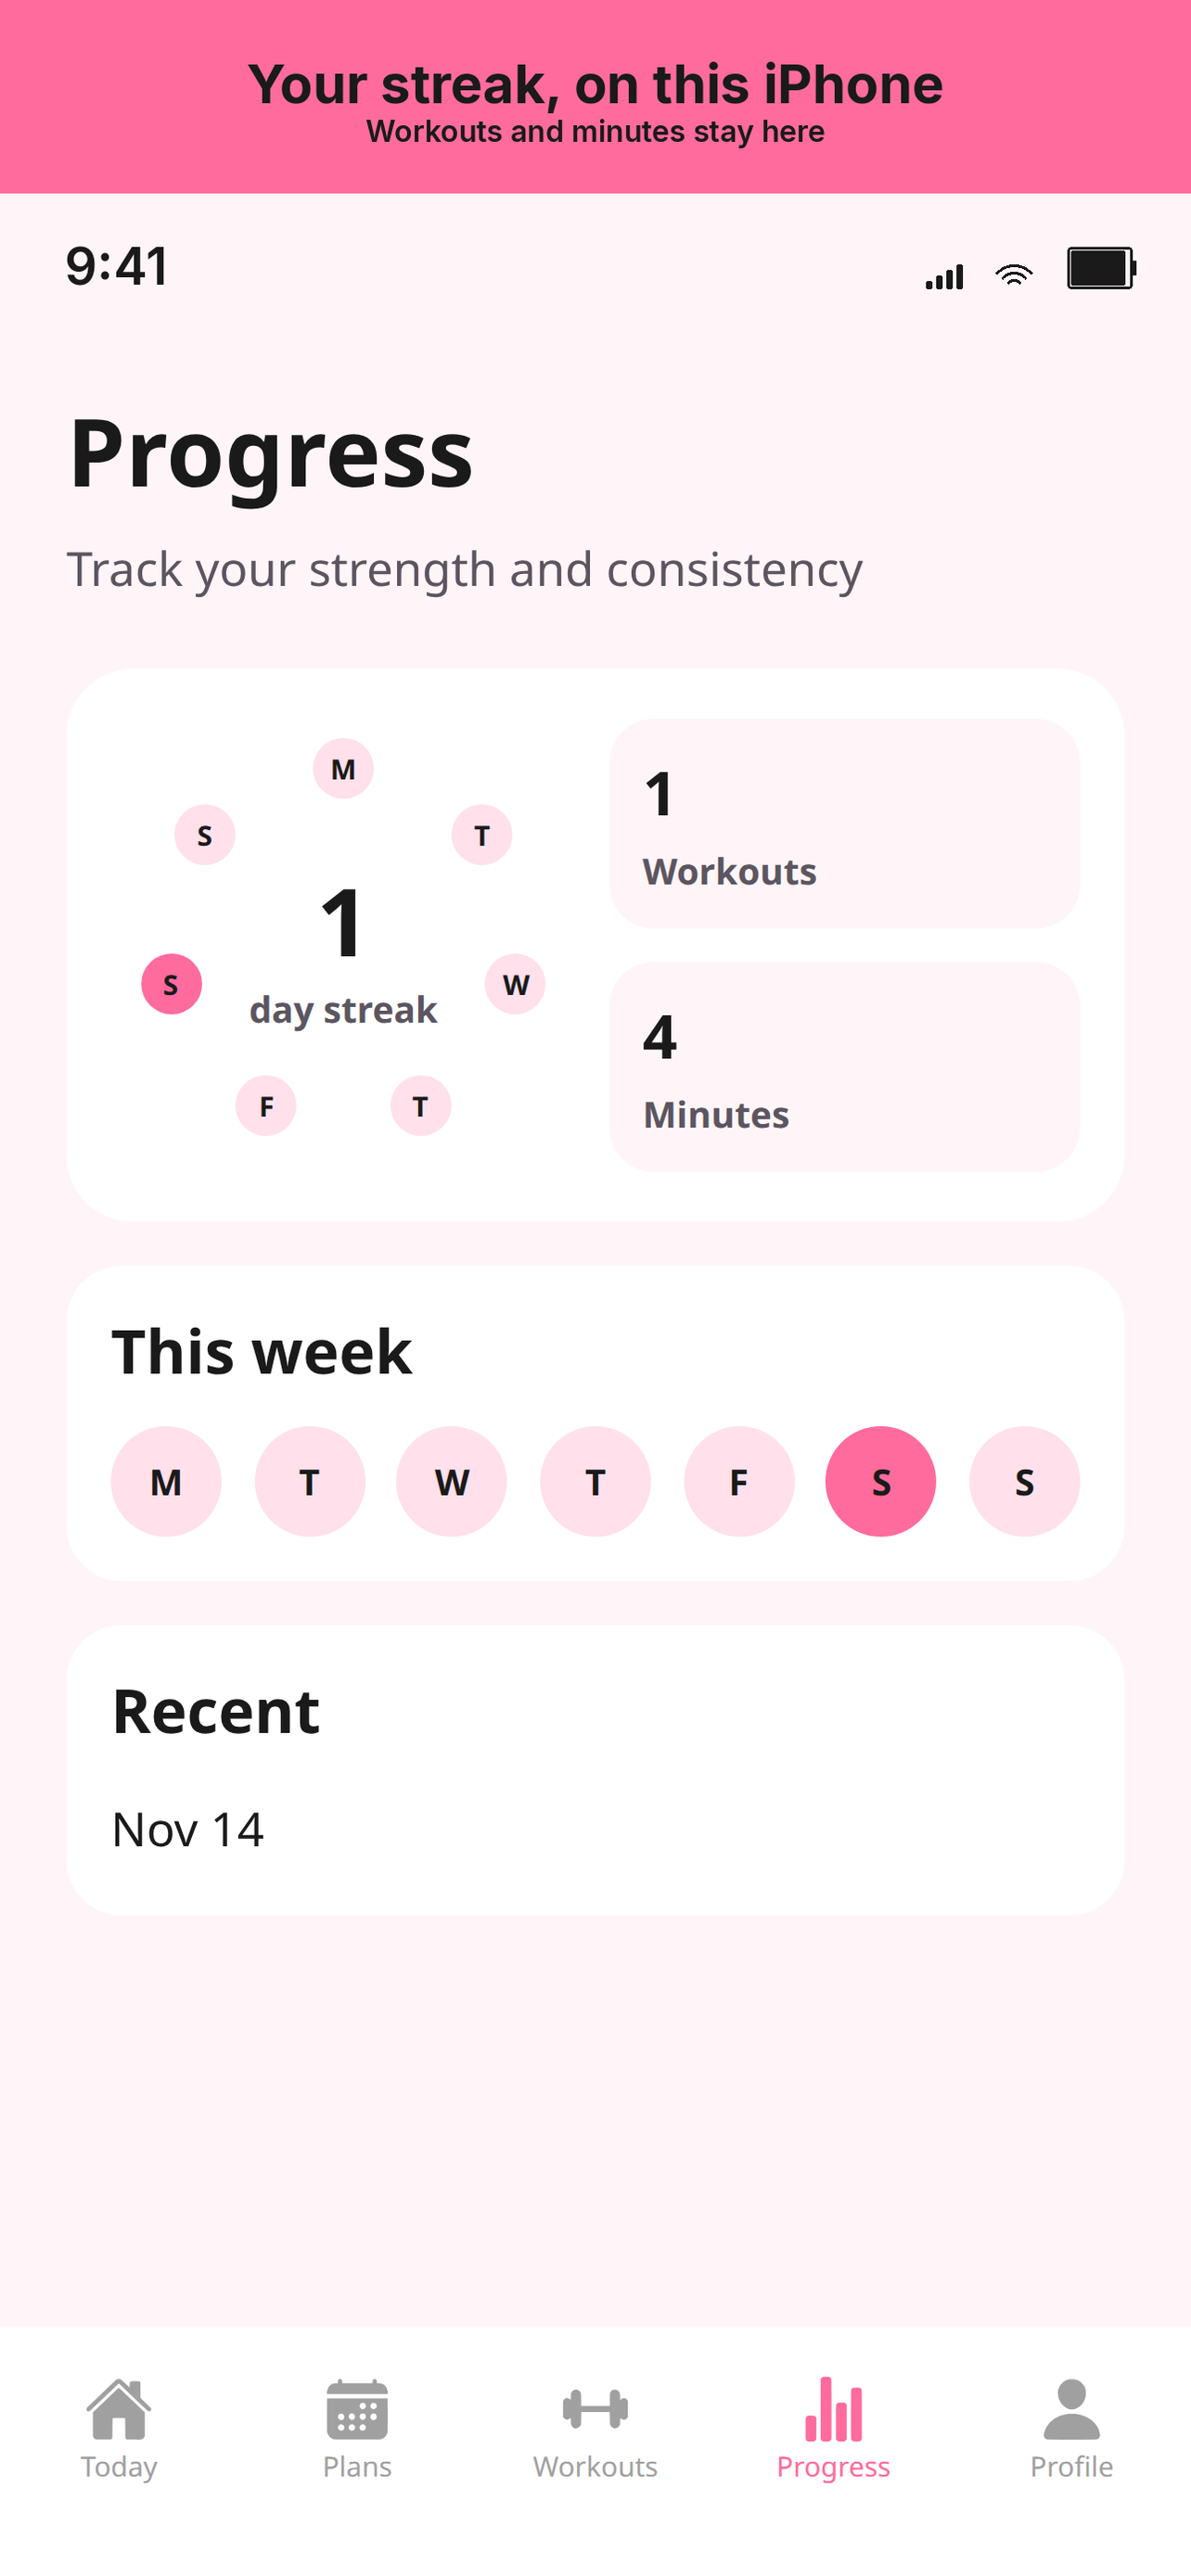 Your streak, on this iPhone
Workouts and minutes stay here
9:41
Progress
Track your strength and consistency
M
S T
1
S W
day streak
F T
1
Workouts
4
Minutes
This week
M T W T F S S
Recent
Nov 14
Today Plans Workouts Progress Profile